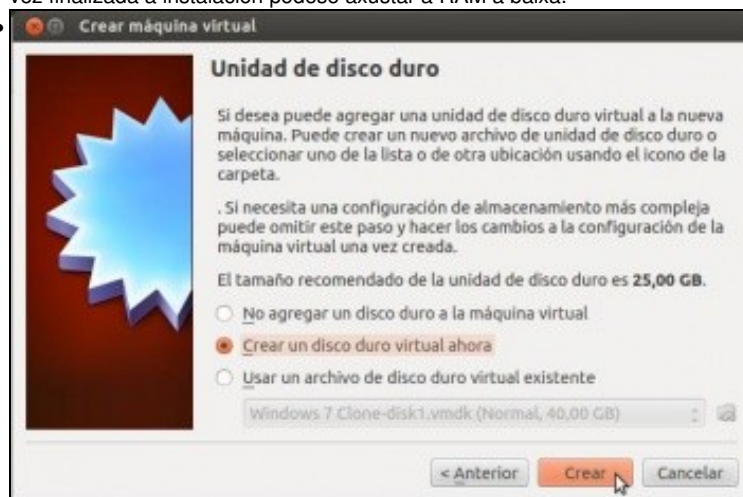 vez finalizada a instalación pódese axustar a RAM á baixa.
Crear máquina virtual
Unidad de disco duro
Si desea puede agregar una unidad de disco duro virtual a la nueva
máquina. Puede crear un nuevo archivo de unidad de disco duro o
seleccionar uno de la lista o de otra ubicación usando el icono de la
carpeta.
. Si necesita una configuración de almacenamiento más compleja
puede omitir este paso y hacer los cambios a la configuración de la
máquina virtual una vez creada.
El tamaño recomendado de la unidad de disco duro es 25,00 GB.
No agregar un disco duro a la máquina virtual
Crear un disco duro virtual ahora
Usar un archivo de disco duro virtual existente
Windows 7 Clone-disk1.vmdk (Normal, 40,00 GB)
< Anterior
Crear
Cancelar